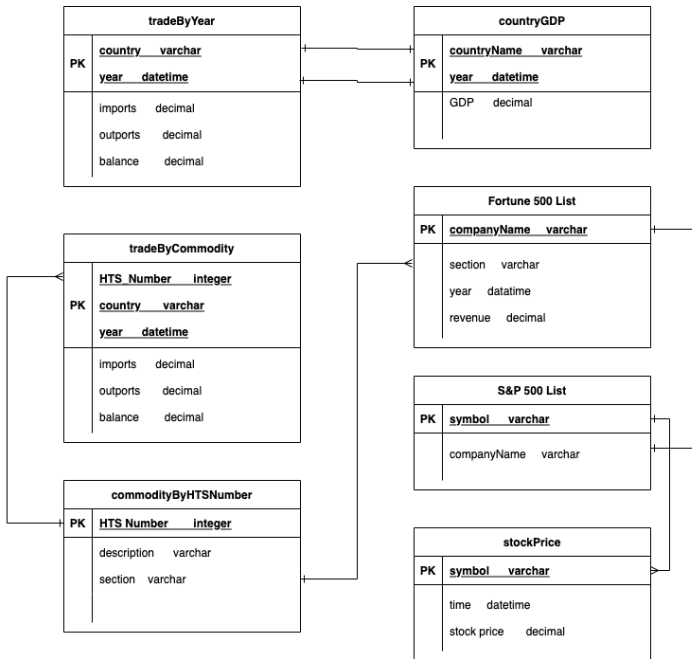 tradeByYear
PK
country varchar
year datetime
imports decimal
outports decimal
balance decimal
countryGDP
PK
countryName varchar
year datetime
GDP decimal
Fortune 500 List
PK
companyName varchar
section varchar
year datatime
revenue decimal
tradeByCommodity
PK
HTS_Number integer
country varchar
year datetime
imports decimal
outports decimal
balance decimal
S&P 500 List
PK
symbol varchar
companyName varchar
commodityByHTSNumber
PK
HTS Number integer
description varchar
section varchar
stockPrice
PK
symbol varchar
time datetime
stock price decimal